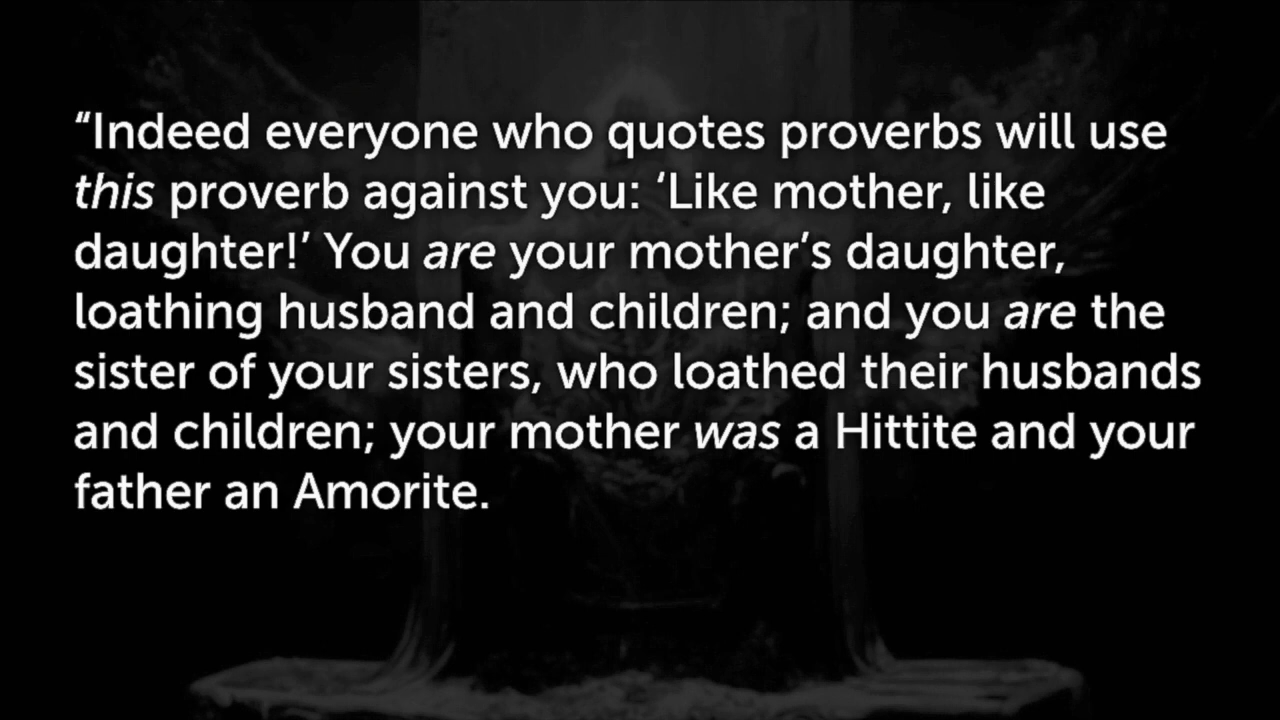 “Indeed everyone who quotes proverbs will use
this proverb against you: ‘Like mother, like
daughter!’ You are your mother’s daughter,
loathing husband and children; and you are the
sister of your sisters, who loathed their husbands
and children; your mother was a Hittite and your
father an Amorite.